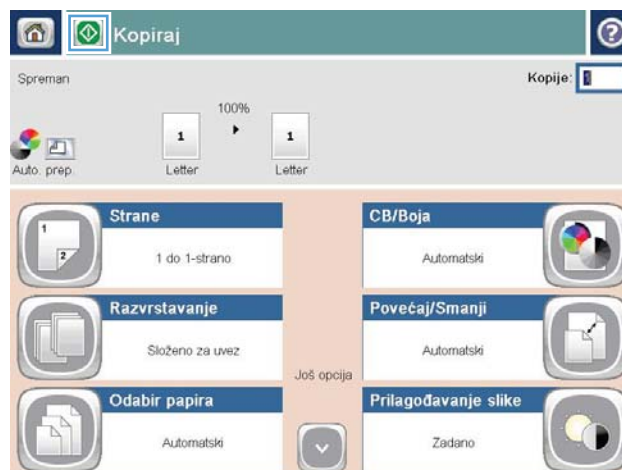 Kopiraj
Spreman
Kopije: 1
100%
1
1
Auto. prep.
Letter
Letter
Strane
1 do 1-strano
CB/Boja
Automatski
Razvrstavanje
Složeno za uvez
Povećaj/Smanji
Automatski
Još opcija
Odabir papira
Automatski
Prilagođavanje slike
Zadano